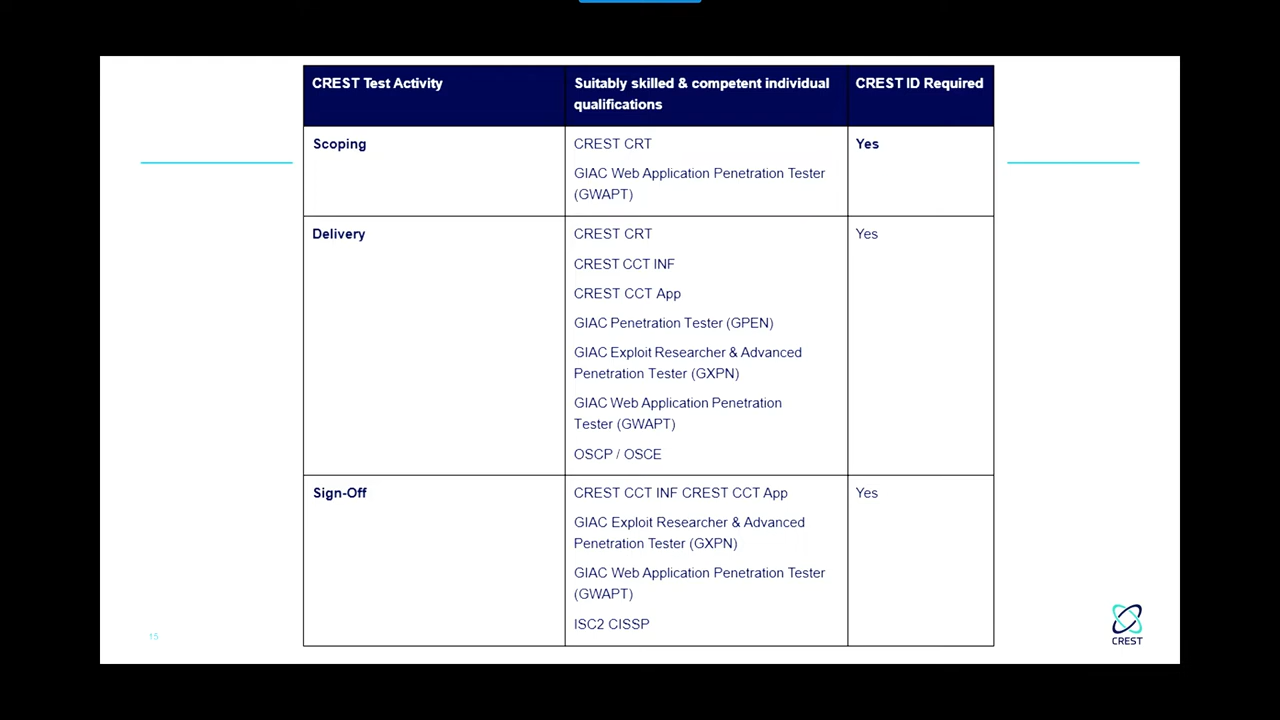 CREST Test Activity
Suitably skilled & competent individual
qualifications
CREST ID Required
Scoping
CREST CRT
GIAC Web Application Penetration Tester
(GWAPT)
Yes
Delivery
CREST CRT
CREST CCT INF
CREST CCT App
GIAC Penetration Tester (GPEN)
GIAC Exploit Researcher & Advanced
Penetration Tester (GXPN)
GIAC Web Application Penetration
Tester (GWAPT)
OSCP / OSCE
Yes
Sign-Off
CREST CCT INF CREST CCT App
GIAC Exploit Researcher & Advanced
Penetration Tester (GXPN)
GIAC Web Application Penetration Tester
(GWAPT)
ISC2 CISSP
Yes
15
CREST